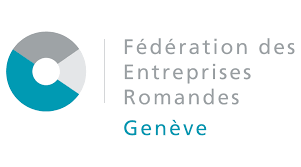 Fédération des
Entreprises
Romandes
Genève